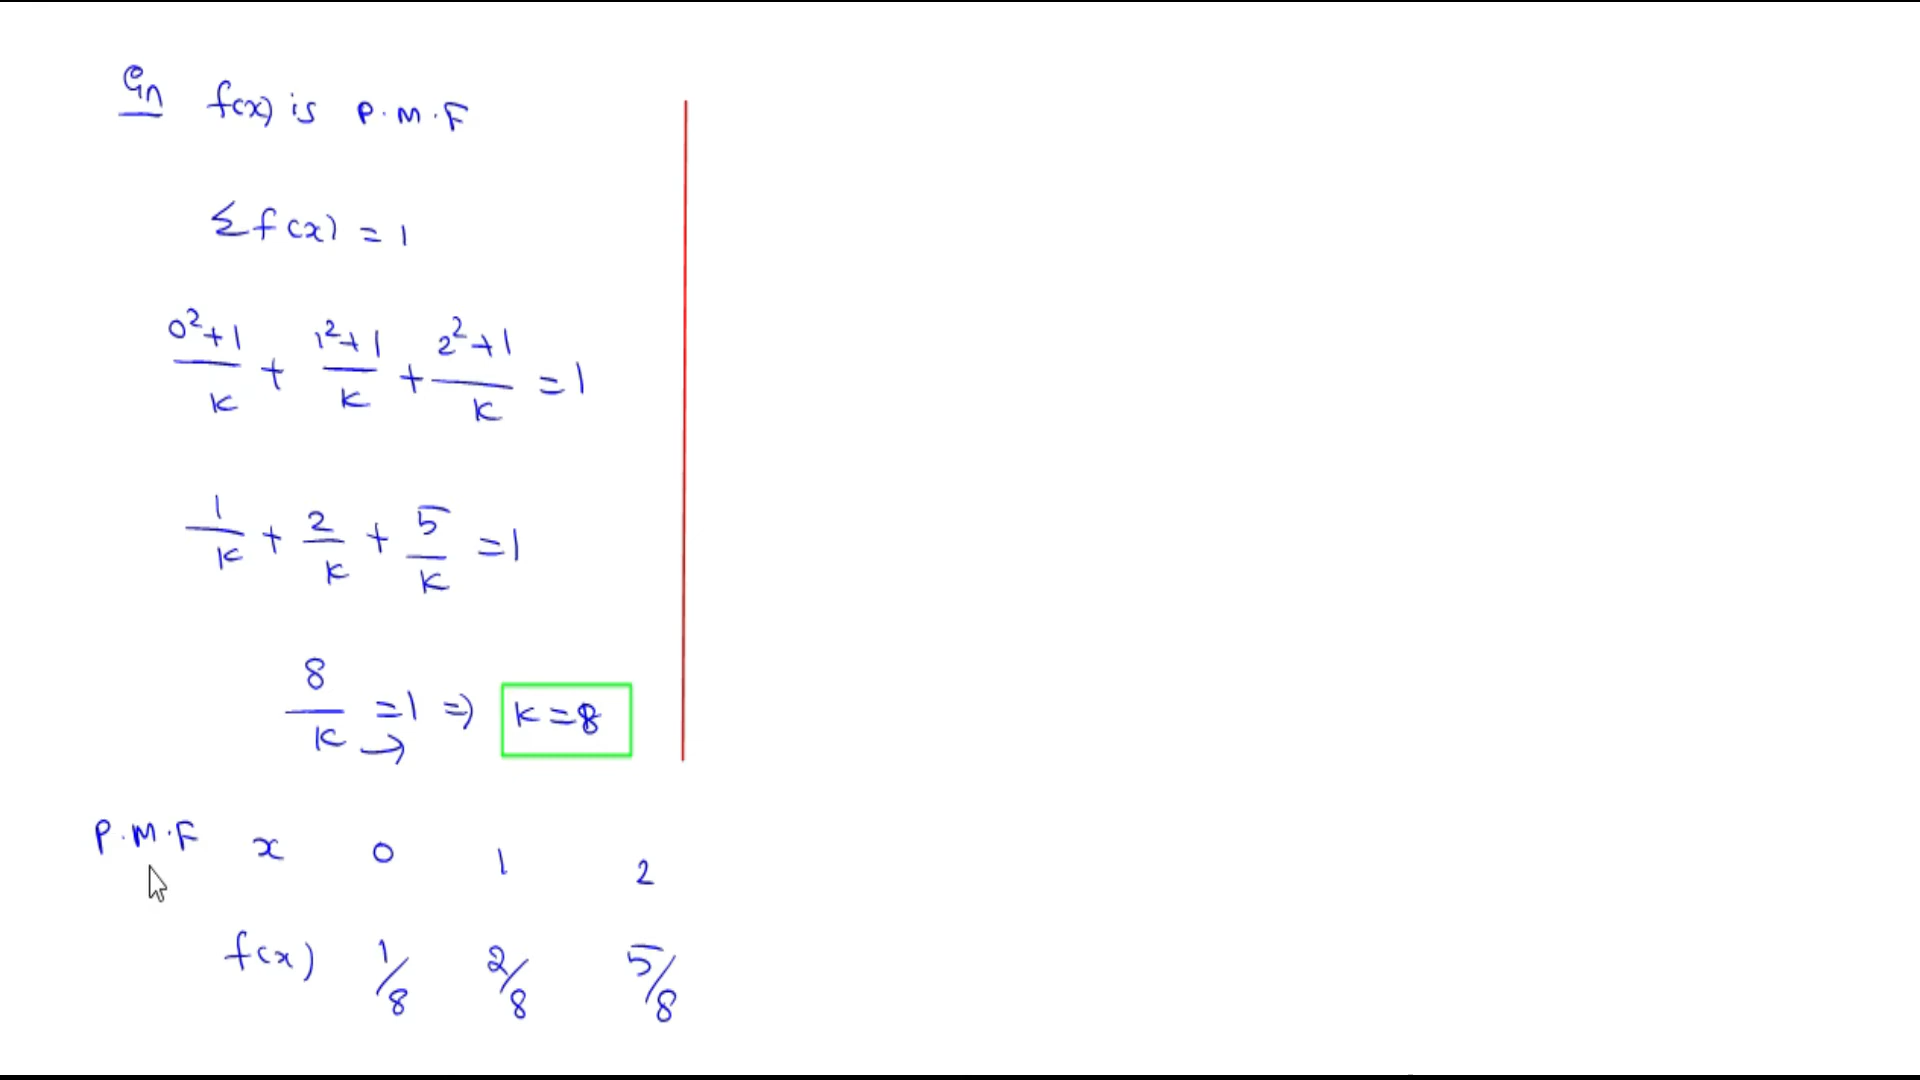 Gn f(x) is P.M.F
Σf(x) = 1
0²+1/k + 1²+1/k + 2²+1/k = 1
1/k + 2/k + 5/k = 1
8/k = 1 ⇒ k = 8
P.M.F x 0 1 2
f(x) 1/8 2/8 5/8